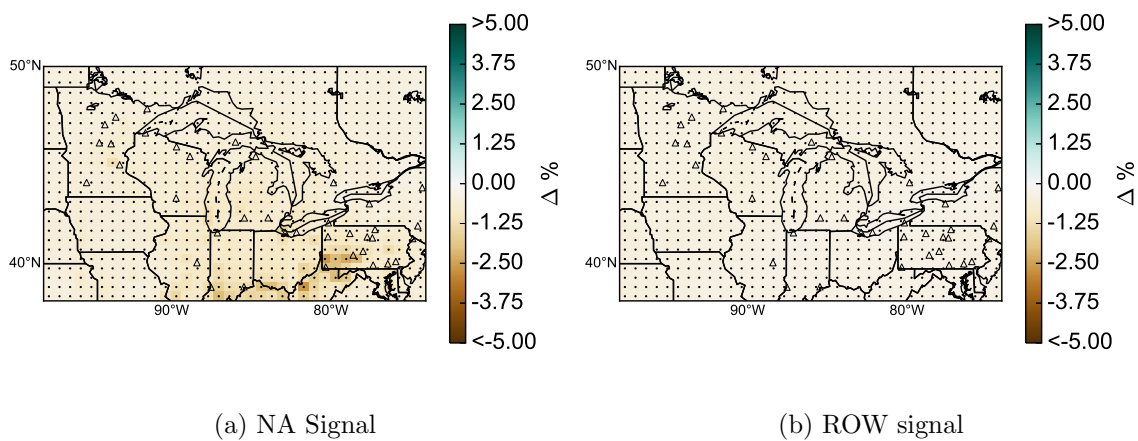 50°N
40°N
90°W
80°W
>5.00
3.75
2.50
1.25
0.00
-1.25
-2.50
-3.75
<-5.00
Δ %
50°N
40°N
90°W
80°W
>5.00
3.75
2.50
1.25
0.00
-1.25
-2.50
-3.75
<-5.00
Δ %
(a) NA Signal
(b) ROW signal